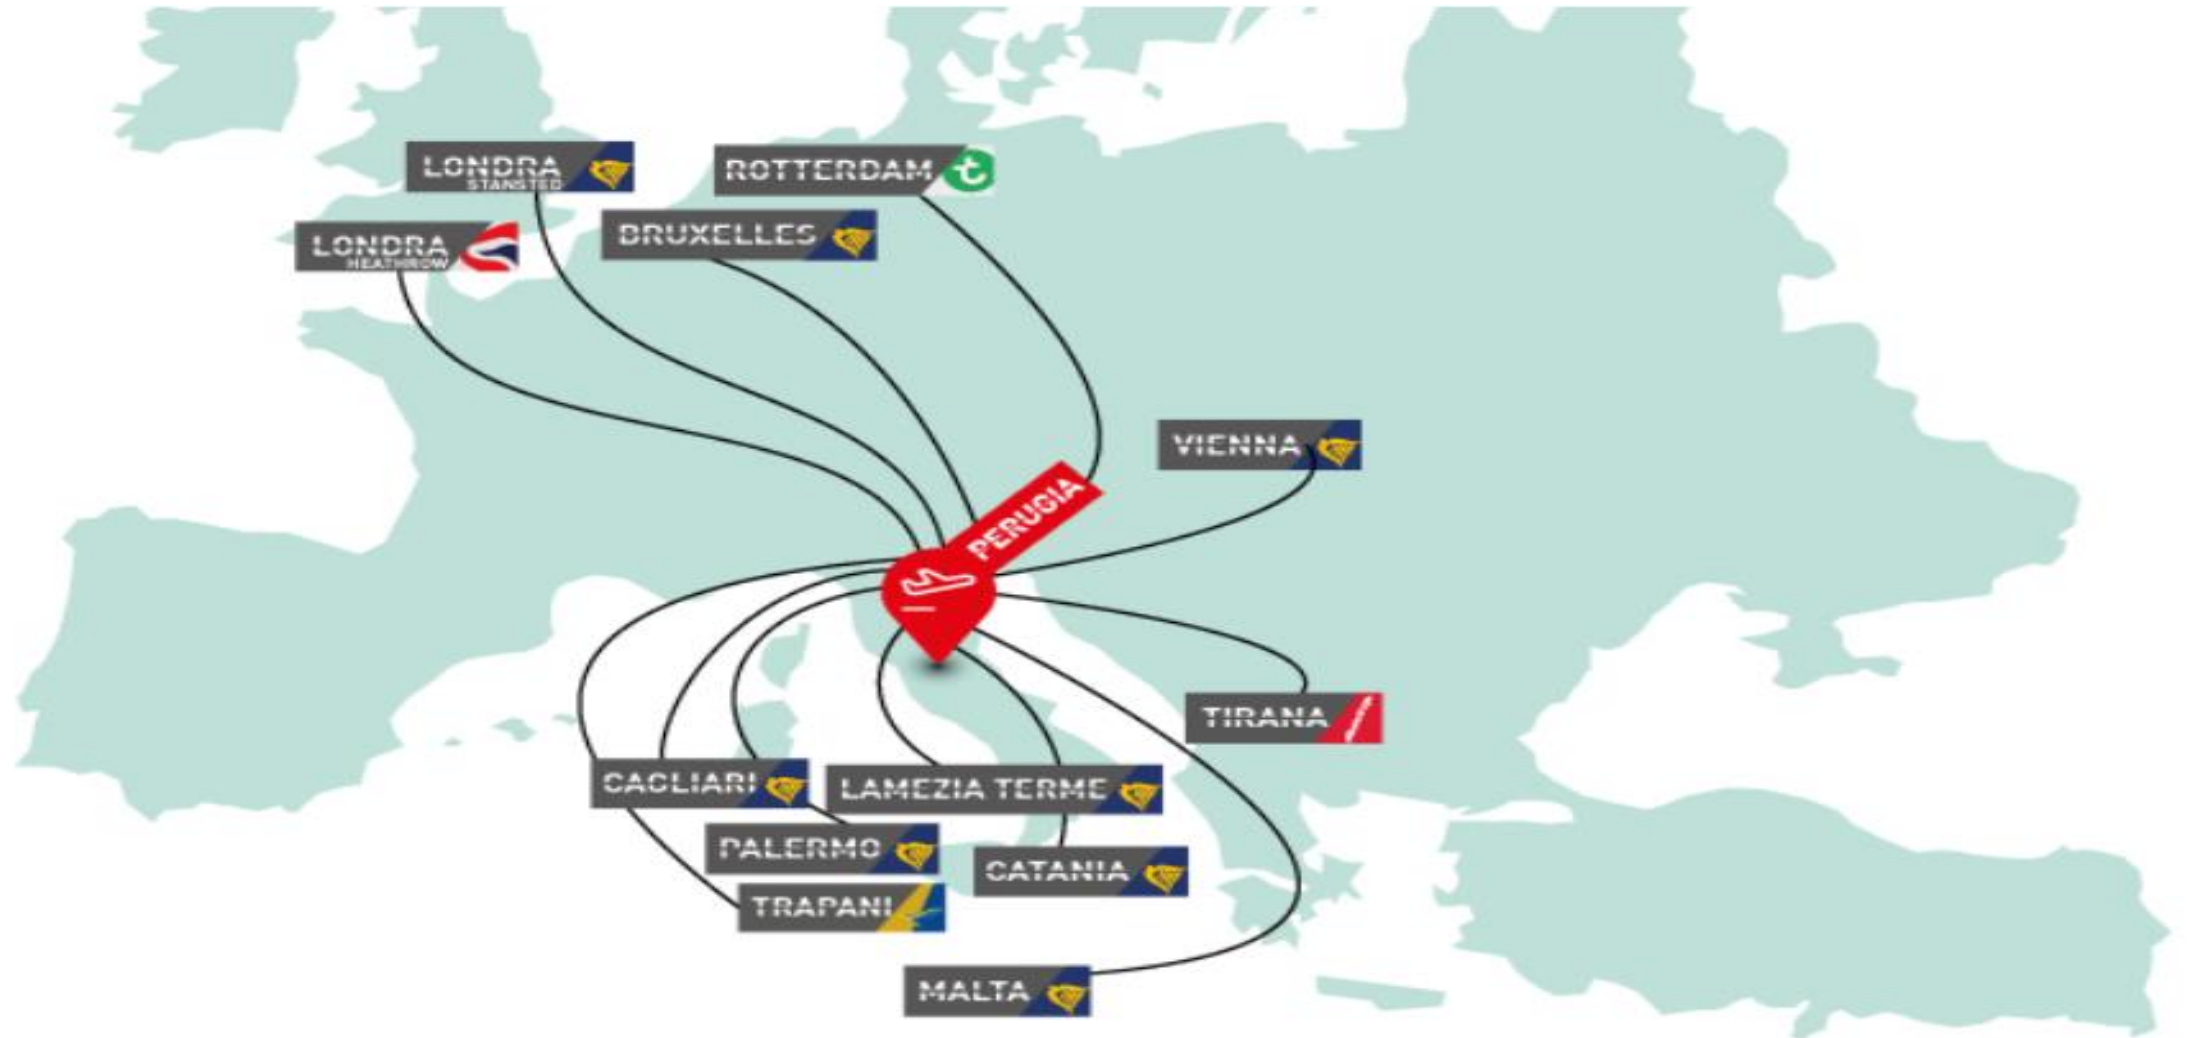 LONDRA
STANSTED
ROTTERDAM
BRUXELLES
LONDRA
HEATHROW
VIENNA
PERUGIA
TIRANA
CAGLIARI
LAMEZIA TERME
PALERMO
CATANIA
TRAPANI
MALTA